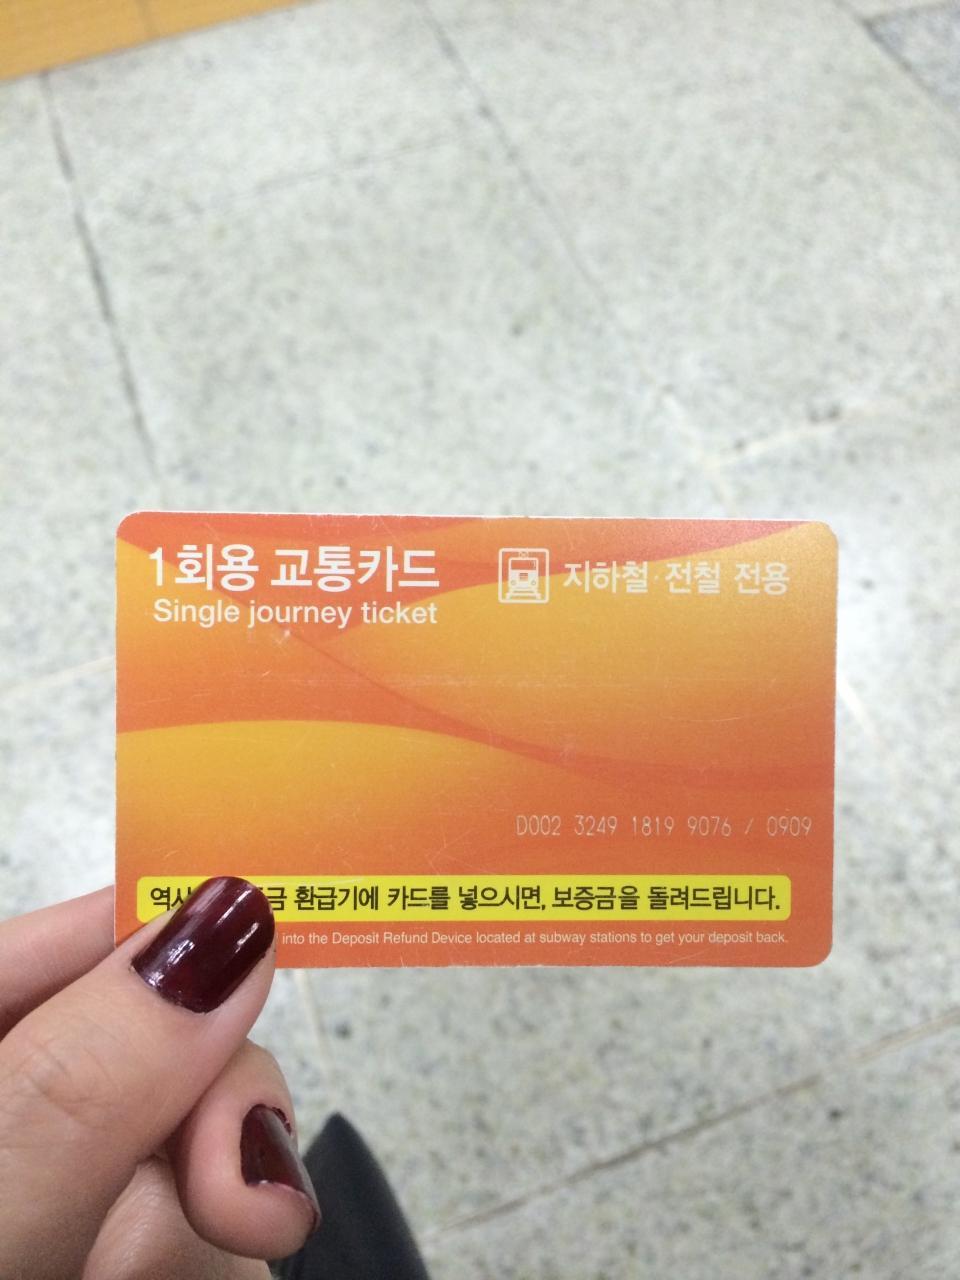 1회용 교통카드
Single journey ticket
지하철·전철 전용
D002 3249 1819 9076 / 0909
환급기에 카드를 넣으시면, 보증금을 돌려드립니다.
into the Deposit Refund Device located at subway stations to get your deposit back.